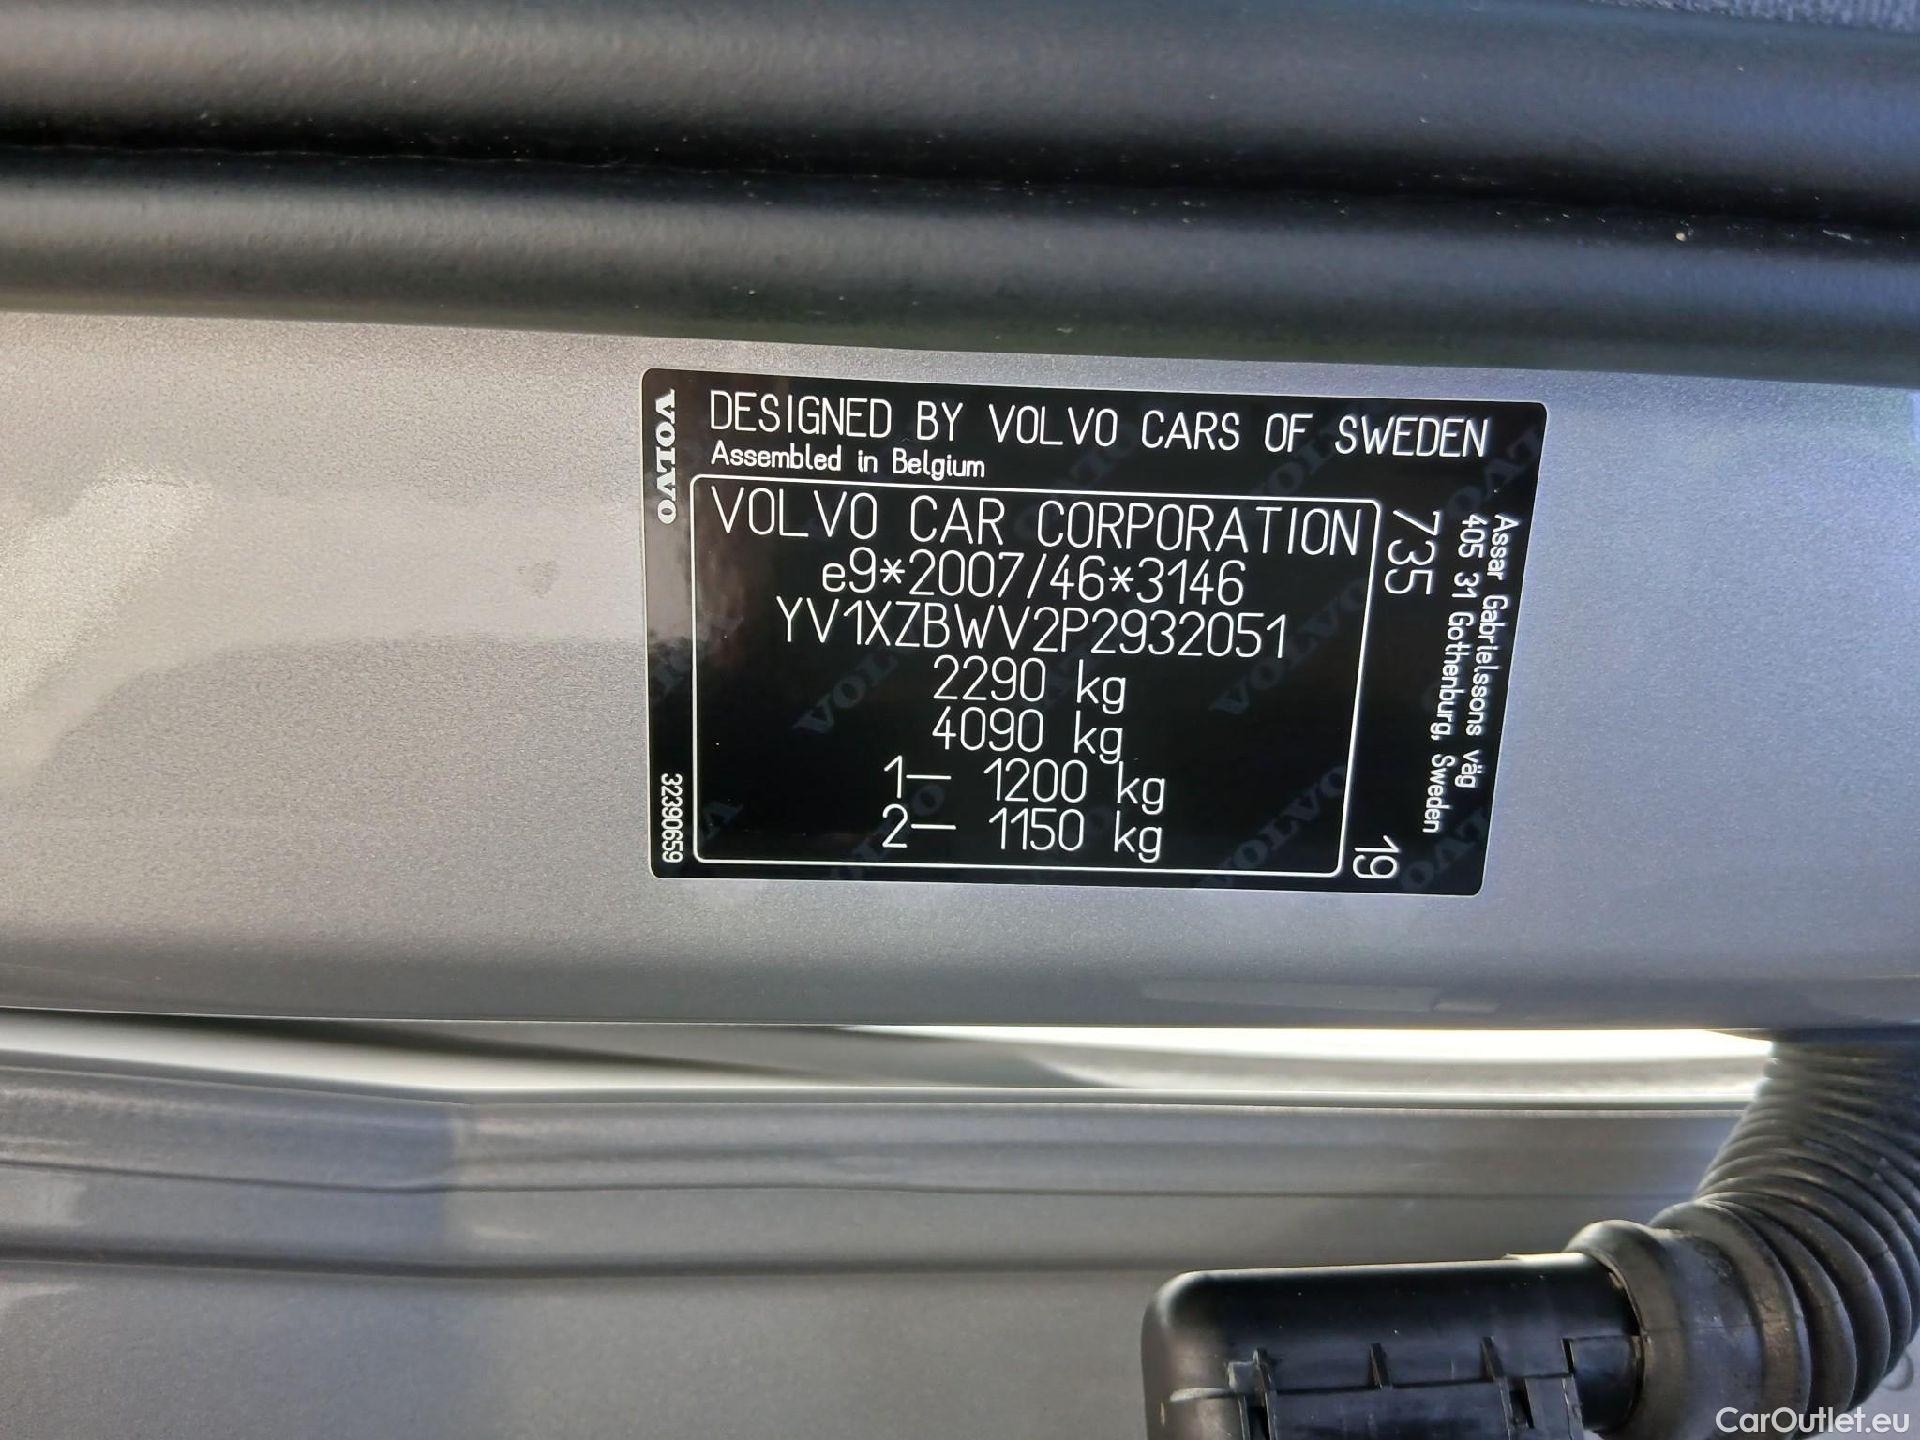 VOLVO
DESIGNED BY VOLVO CARS OF SWEDEN
Assembled in Belgium
VOLVO CAR CORPORATION
e9*2007/46*3146
YV1XZBWV2P2932051
2290 kg
4090 kg
1— 1200 kg
2— 1150 kg
32390659
735
19
Assar Gabrielssons väg
405 31 Gothenburg, Sweden
CarOutlet.eu